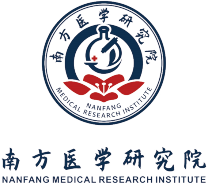 南方医学研究院
NANFANG
MEDICAL RESEARCH INSTITUTE
南方医学研究院
NANFANG MEDICAL RESEARCH INSTITUTE